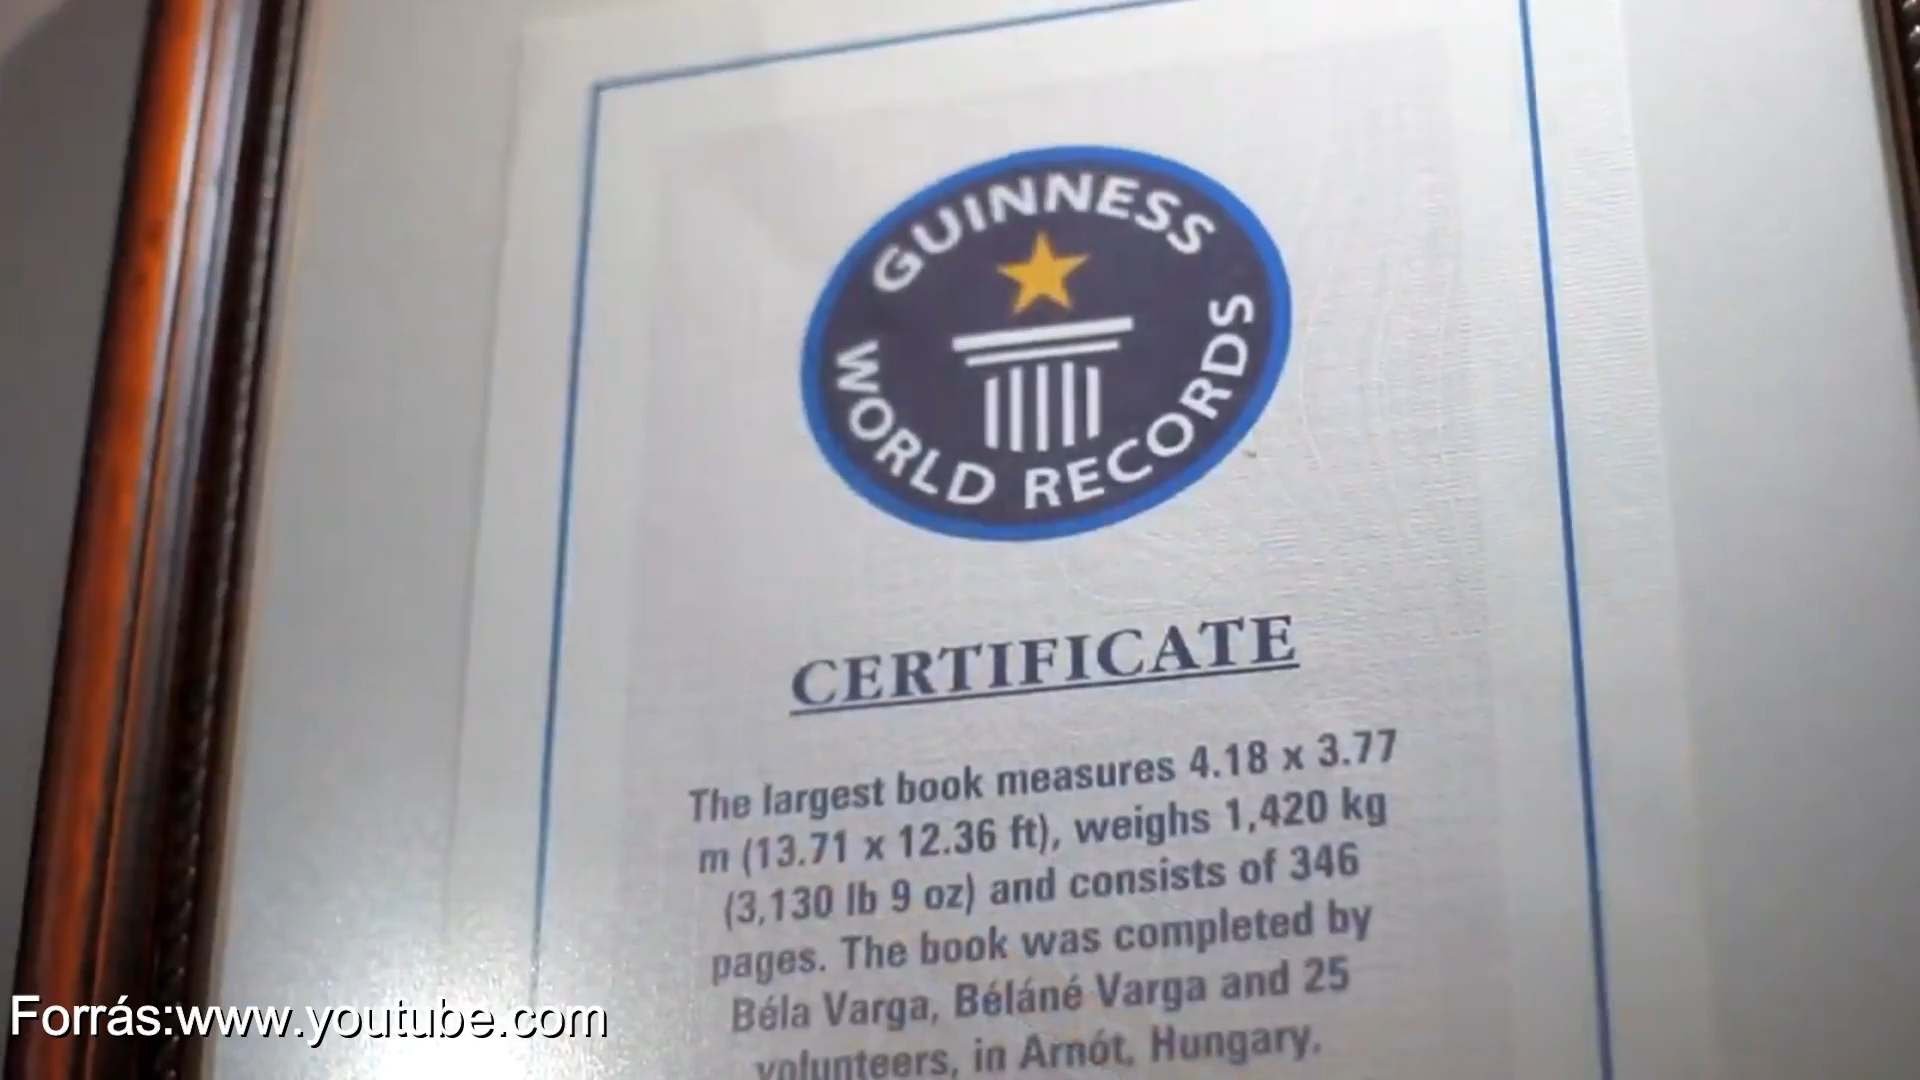 GUINNESS
WORLD RECORDS
CERTIFICATE
The largest book measures 4.18 x 3.77
m (13.71 x 12.36 ft), weighs 1,420 kg
(3,130 lb 9 oz) and consists of 346
pages. The book was completed by
Béla Varga, Béláné Varga and 25
volunteers, in Arnót, Hungary.
Forrás:www.youtube.com